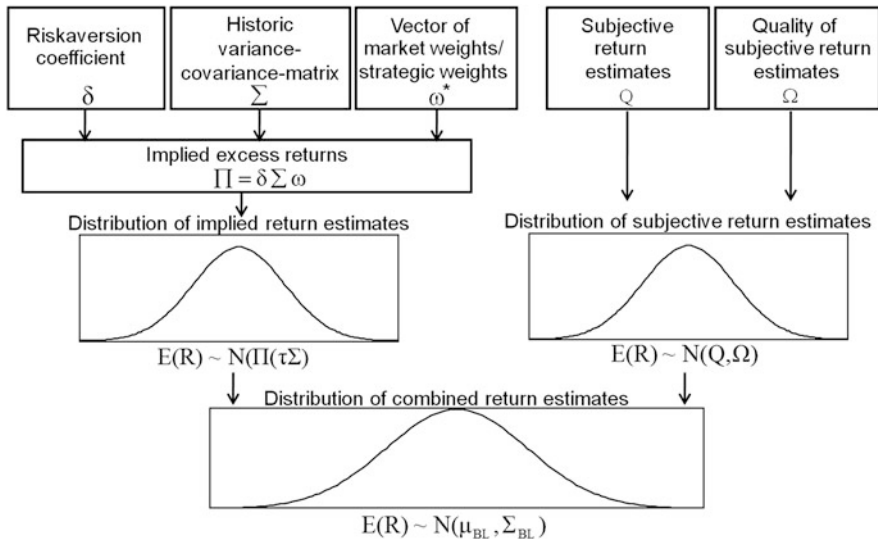 Riskaversion
coefficient
δ
Historic
variance-
covariance-matrix
Σ
Vector of
market weights/
strategic weights
ω*
Subjective
return
estimates
Q
Quality of
subjective return
estimates
Ω
Implied excess returns
Π = δ Σ ω
Distribution of implied return estimates
Distribution of subjective return estimates
E(R) ~ N(Π(τΣ)
E(R) ~ N(Q,Ω)
Distribution of combined return estimates
E(R) ~ N(μ_BL, Σ_BL)